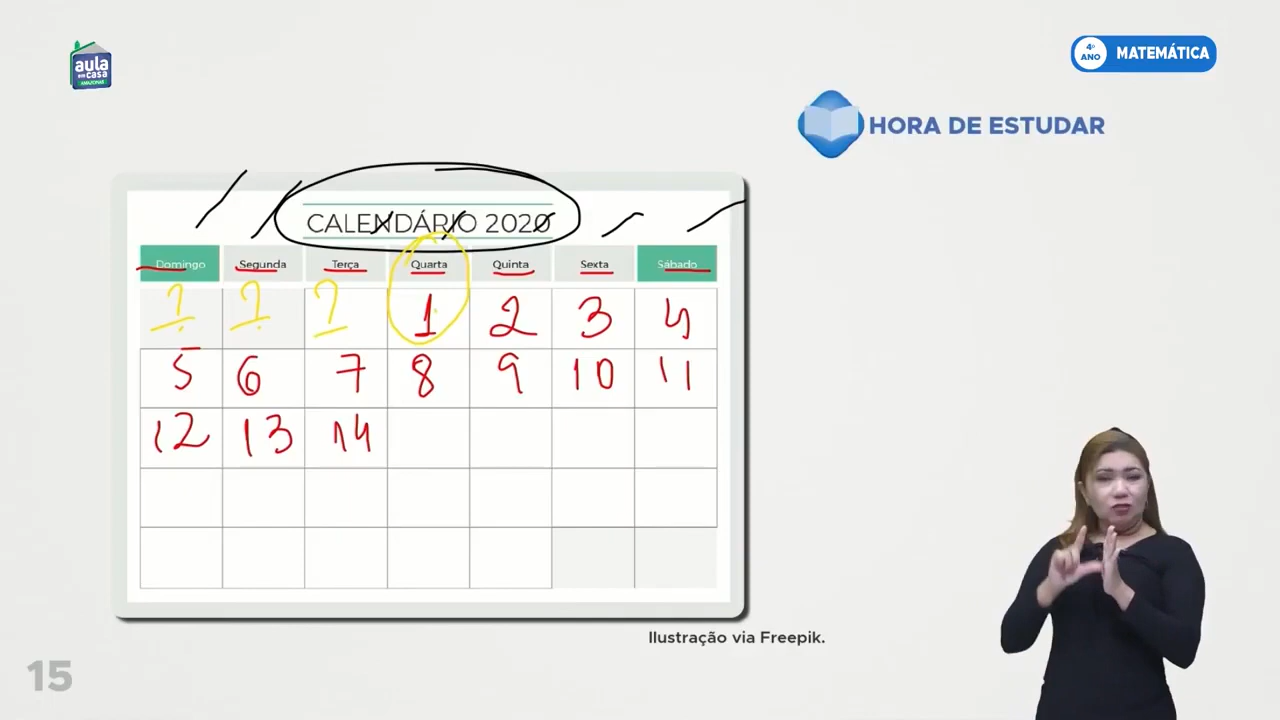 aula
em casa
AMAZONAS
4º
ANO
MATEMÁTICA
HORA DE ESTUDAR
CALENDÁRIO 2020
Domingo Segunda Terça Quarta Quinta Sexta Sábado
? ? ? 1 2 3 4
5 6 7 8 9 10 11
12 13 14
Ilustração via Freepik.
15